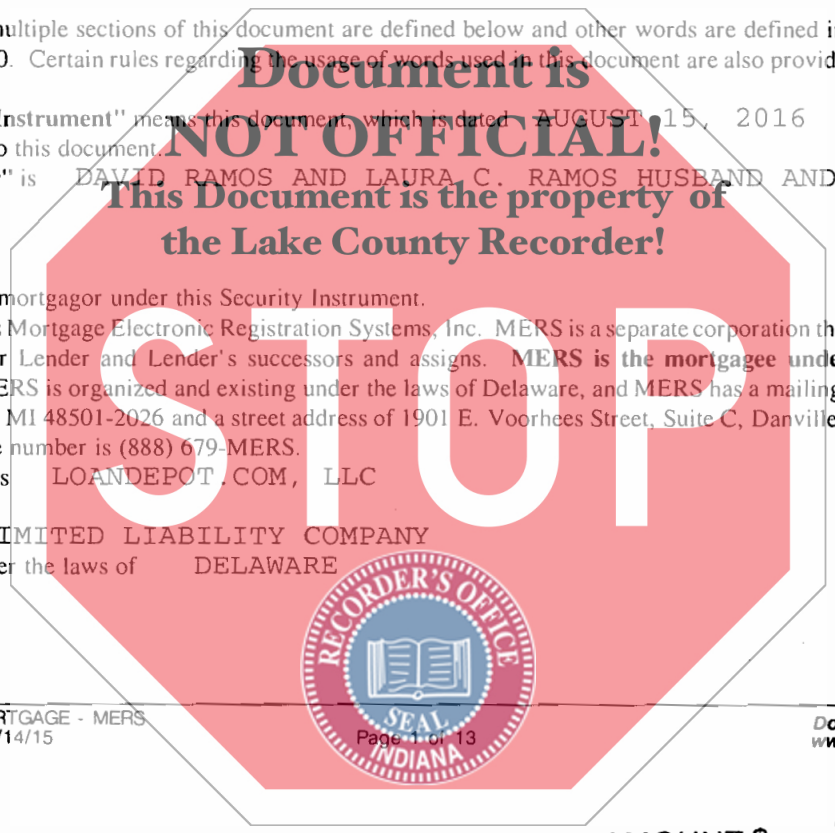 multiple sections of this document are defined below and other words are defined i
0. Certain rules regarding the usage of words used in this document are also provid
Document is
Instrument" means this document, which is dated AUGUST 15, 2016
NOT OFFICIAL!
o this document.
" is DAVID RAMOS AND LAURA C. RAMOS HUSBAND AND
This Document is the property of
the Lake County Recorder!
mortgagor under this Security Instrument.
s Mortgage Electronic Registration Systems, Inc. MERS is a separate corporation th
r Lender and Lender's successors and assigns. MERS is the mortgagee unde
ERS is organized and existing under the laws of Delaware, and MERS has a mailing
MI 48501-2026 and a street address of 1901 E. Voorhees Street, Suite C, Danville
e number is (888) 679-MERS.
STOP
s LOANDEPOT.COM, LLC
IMITED LIABILITY COMPANY
er the laws of DELAWARE
RECORDER'S OFFICE
SEAL
INDIANA
RTGAGE - MERS
/14/15
Page 1 of 13
Do
ww